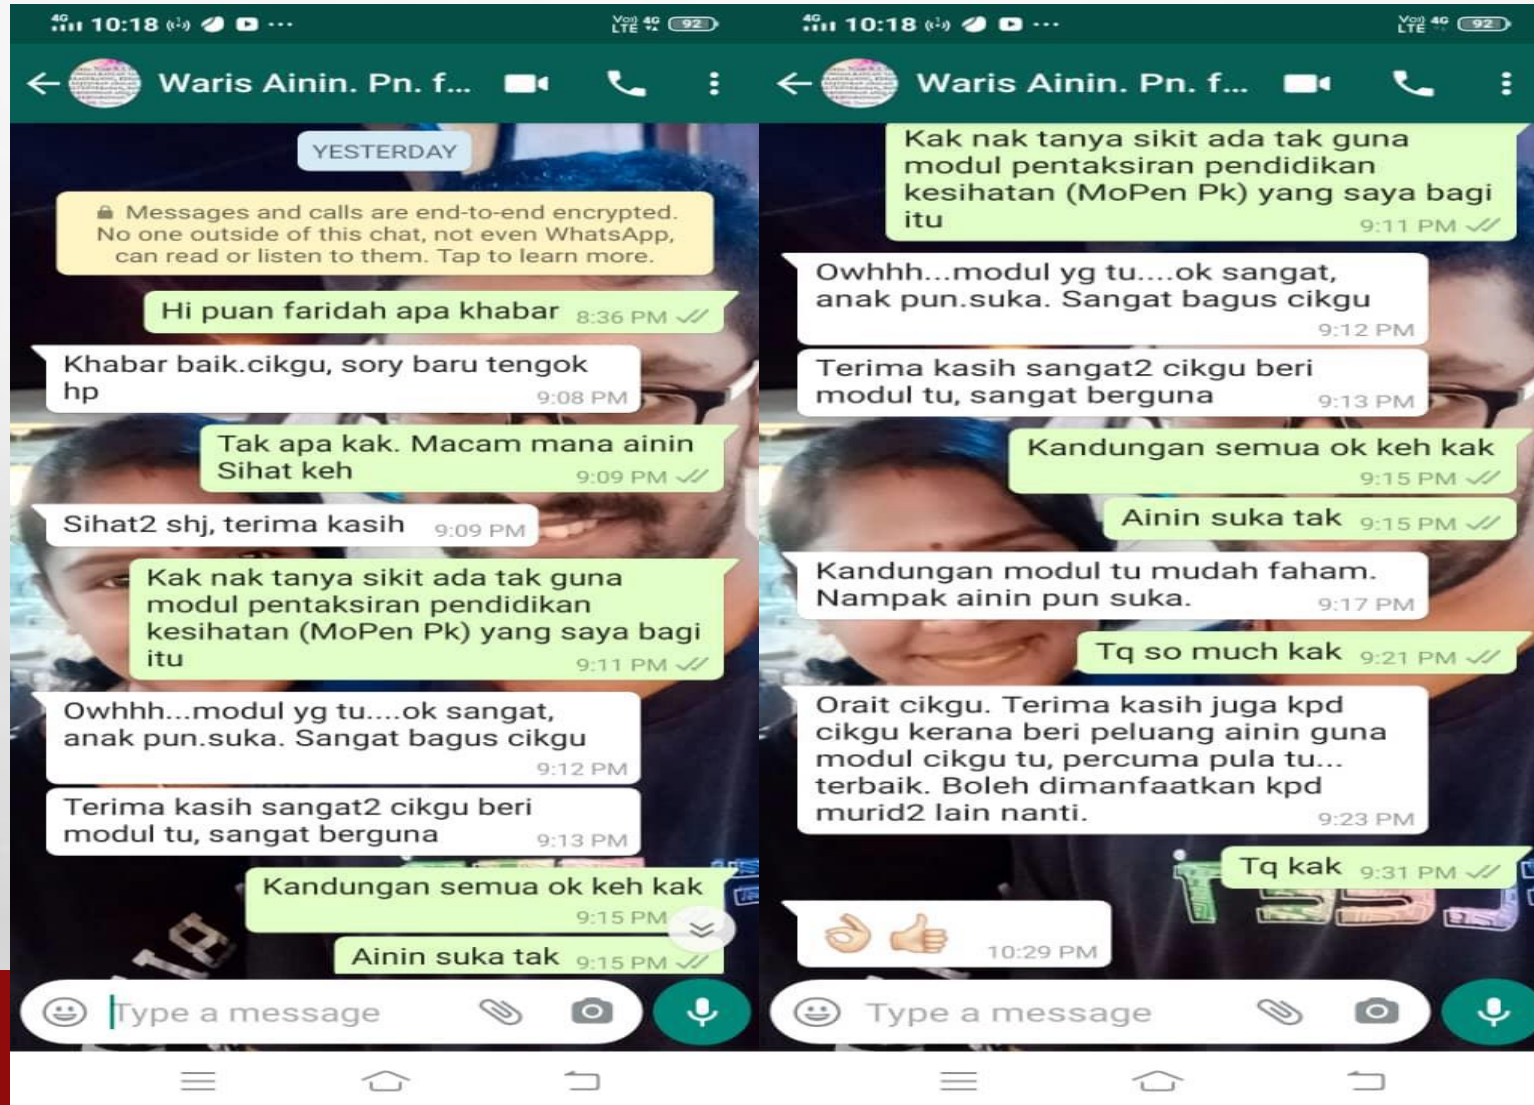 4G 10:18 ...
Voi) 4G 92
LTE
Waris Ainin. Pn. f...
YESTERDAY
Messages and calls are end-to-end encrypted.
No one outside of this chat, not even WhatsApp,
can read or listen to them. Tap to learn more.
Hi puan faridah apa khabar 8:36 PM
Khabar baik.cikgu, sory baru tengok
hp 9:08 PM
Tak apa kak. Macam mana ainin
Sihat keh 9:09 PM
Sihat2 shj, terima kasih 9:09 PM
Kak nak tanya sikit ada tak guna
modul pentaksiran pendidikan
kesihatan (MoPen Pk) yang saya bagi
itu 9:11 PM
Owhhh...modul yg tu....ok sangat,
anak pun.suka. Sangat bagus cikgu
9:12 PM
Terima kasih sangat2 cikgu beri
modul tu, sangat berguna 9:13 PM
Kandungan semua ok keh kak
9:15 PM
Ainin suka tak 9:15 PM
Type a message
4G 10:18 ...
Voi) 4G 92
LTE
Waris Ainin. Pn. f...
Kak nak tanya sikit ada tak guna
modul pentaksiran pendidikan
kesihatan (MoPen Pk) yang saya bagi
itu 9:11 PM
Owhhh...modul yg tu....ok sangat,
anak pun.suka. Sangat bagus cikgu
9:12 PM
Terima kasih sangat2 cikgu beri
modul tu, sangat berguna 9:13 PM
Kandungan semua ok keh kak
9:15 PM
Ainin suka tak 9:15 PM
Kandungan modul tu mudah faham.
Nampak ainin pun suka. 9:17 PM
Tq so much kak 9:21 PM
Orait cikgu. Terima kasih juga kpd
cikgu kerana beri peluang ainin guna
modul cikgu tu, percuma pula tu...
terbaik. Boleh dimanfaatkan kpd
murid2 lain nanti. 9:23 PM
Tq kak 9:31 PM
👌🏻 👍🏻 10:29 PM
Type a message